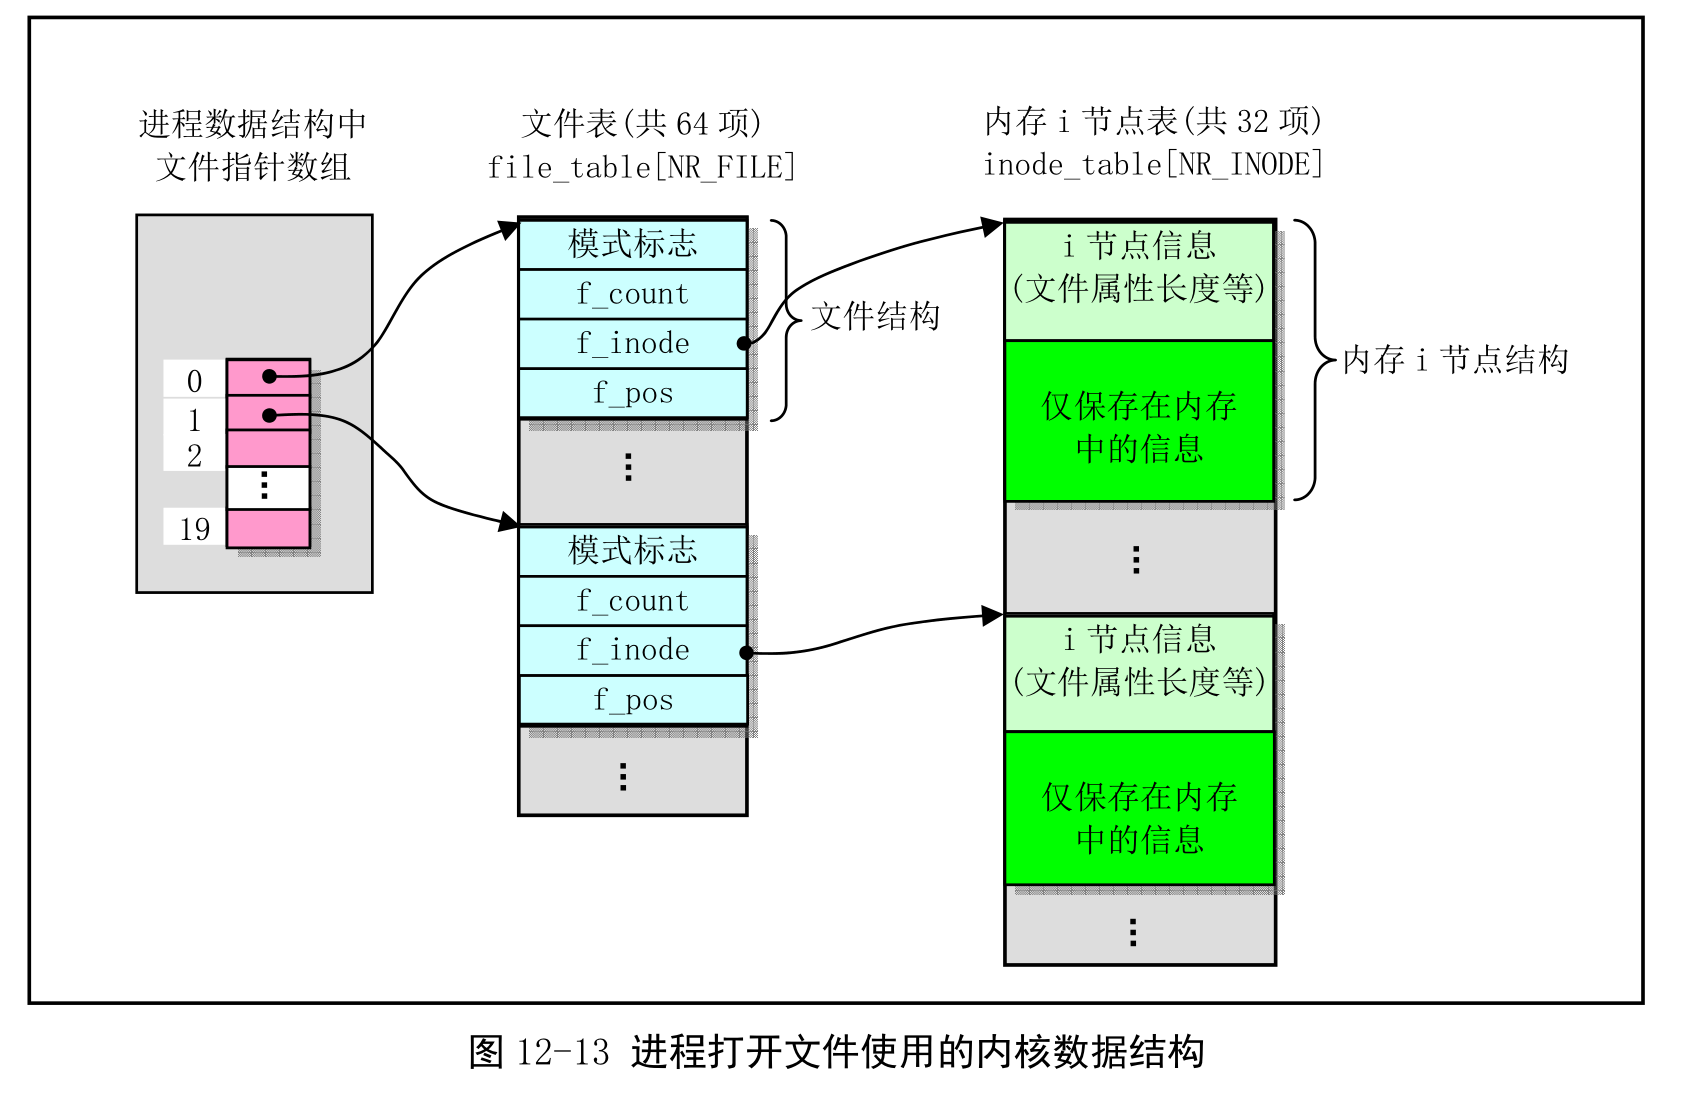 进程数据结构中
文件指针数组
0
1
2
19
文件表(共 64 项)
file_table[NR_FILE]
模式标志
f_count
f_inode
f_pos
文件结构
模式标志
f_count
f_inode
f_pos
内存 i 节点表(共 32 项)
inode_table[NR_INODE]
i 节点信息
(文件属性长度等)
仅保存在内存
中的信息
内存 i 节点结构
i 节点信息
(文件属性长度等)
仅保存在内存
中的信息
图 12-13 进程打开文件使用的内核数据结构